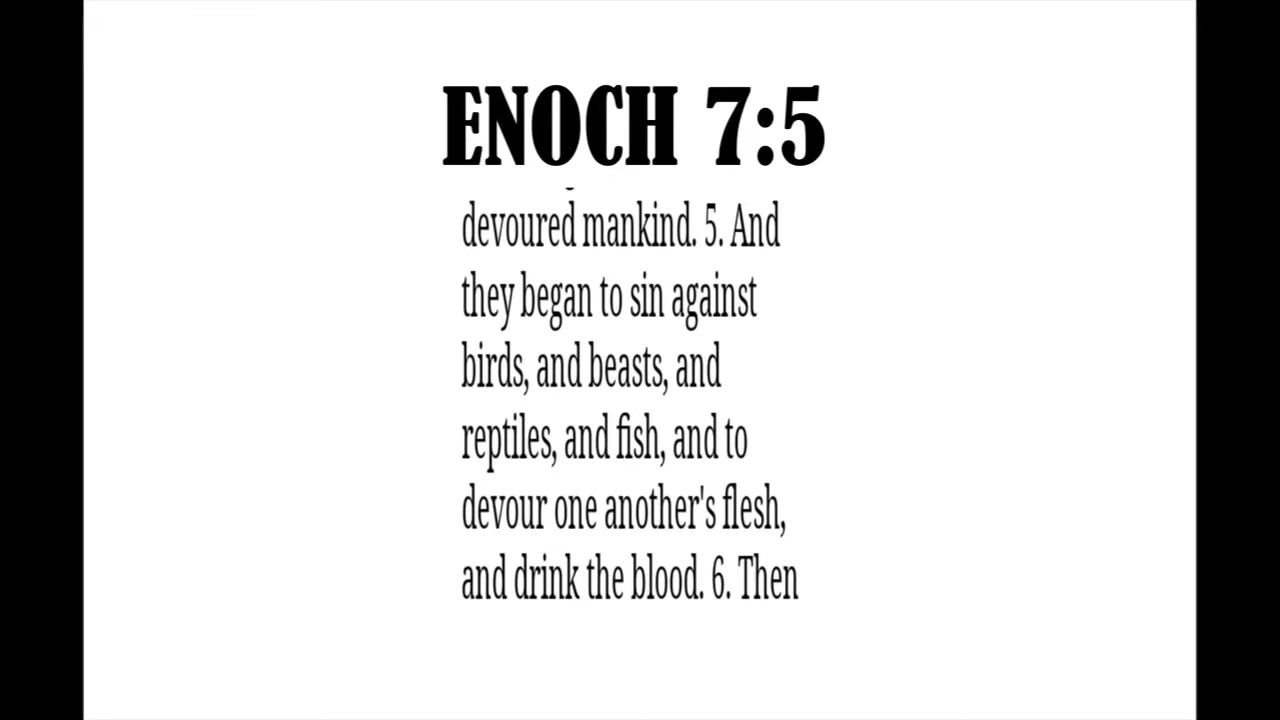 ENOCH 7:5
devoured mankind. 5. And
they began to sin against
birds, and beasts, and
reptiles, and fish, and to
devour one another's flesh,
and drink the blood. 6. Then